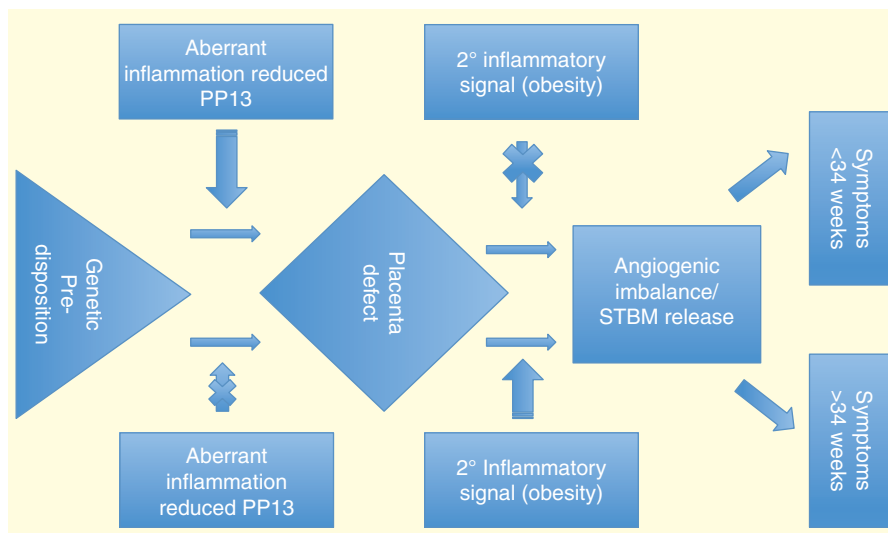 Aberrant
inflammation reduced
PP13
2° inflammatory
signal (obesity)
Symptoms
<34 weeks
Genetic
Pre-
disposition
Placenta
defect
Angiogenic
imbalance/
STBM release
Aberrant
inflammation
reduced PP13
2° Inflammatory
signal (obesity)
Symptoms
>34 weeks